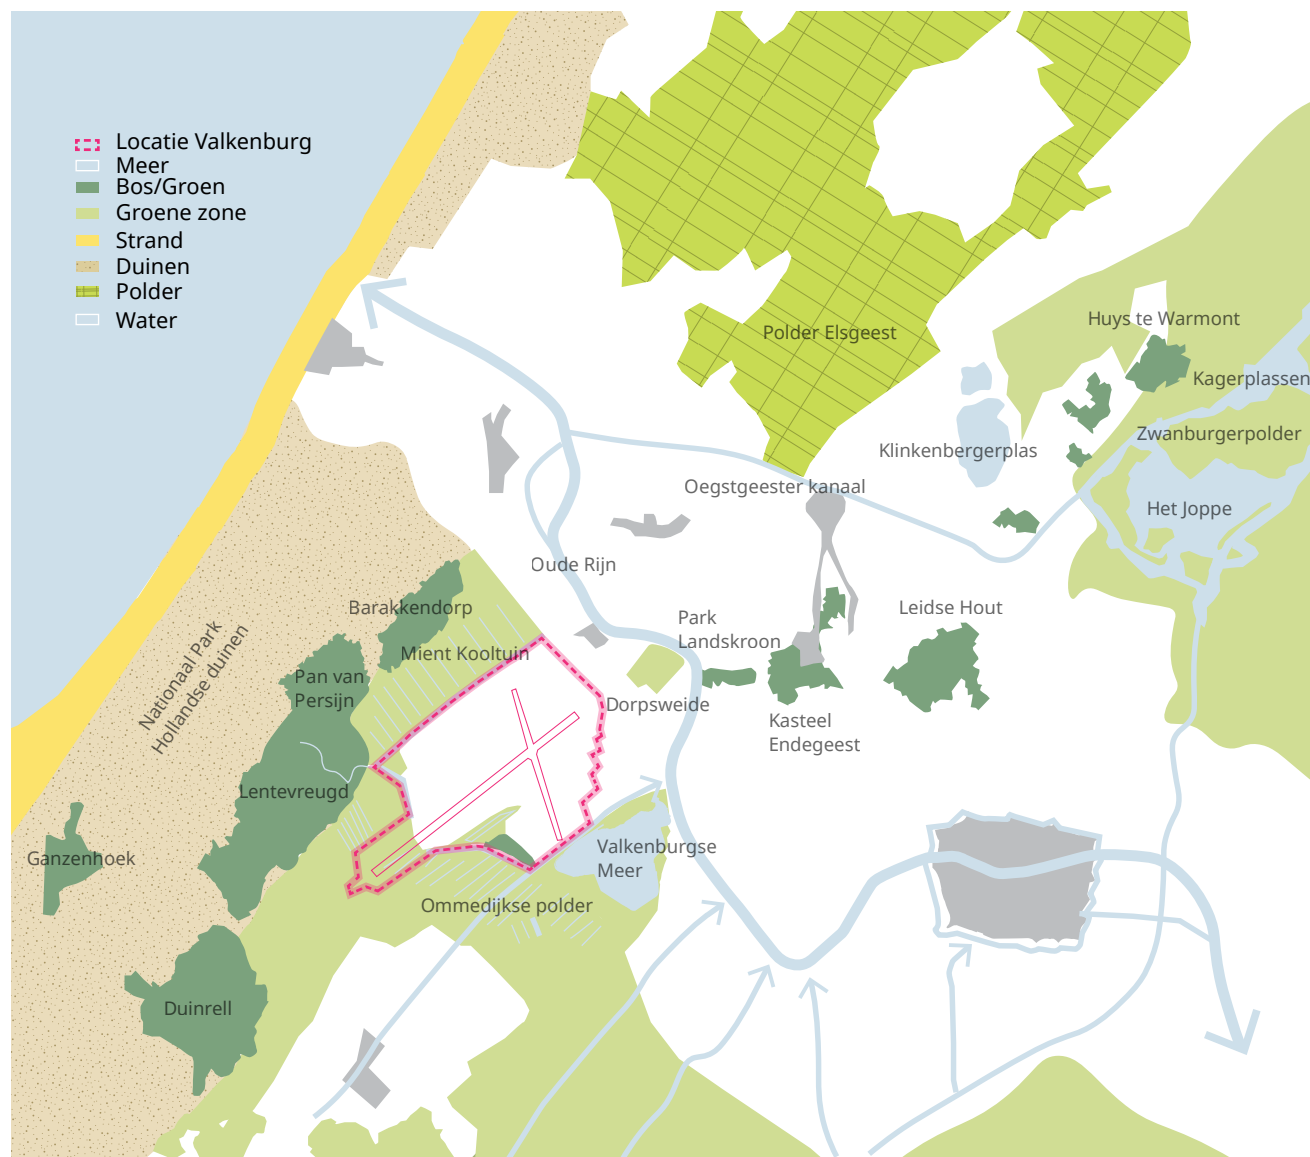 Locatie Valkenburg
Meer
Bos/Groen
Groene zone
Strand
Duinen
Polder
Water
Huys te Warmont
Polder Elsgeest
Kagerplassen
Zwanburgerpolder
Klinkenbergerplas
Oegstgeester kanaal
Het Joppe
Oude Rijn
Barakkendorp
Park
Landskroon
Leidse Hout
Nationaal Park
Hollandse duinen
Mient Kooltuin
Pan van
Persijn
Dorpsweide
Kasteel
Endegeest
Lentevreugd
Valkenburgse
Meer
Ganzenhoek
Ommedijkse polder
Duinrell